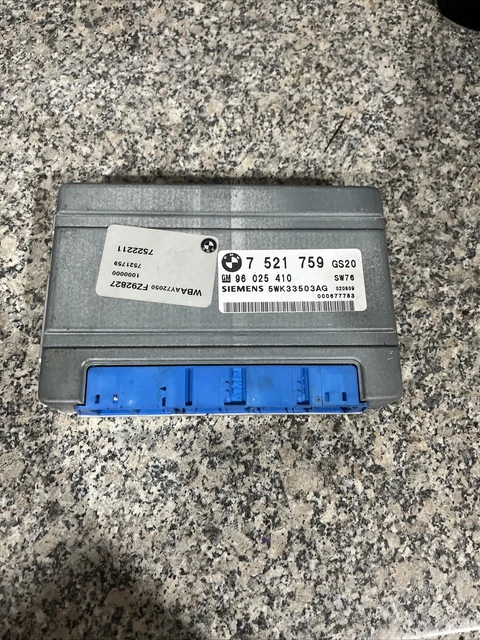 7 521 759 GS20
GM 96 025 410 SW76
SIEMENS 5WK33503AG 020809
000677783
WBAAY72050 FZ92827
1000000
7521759
7522211